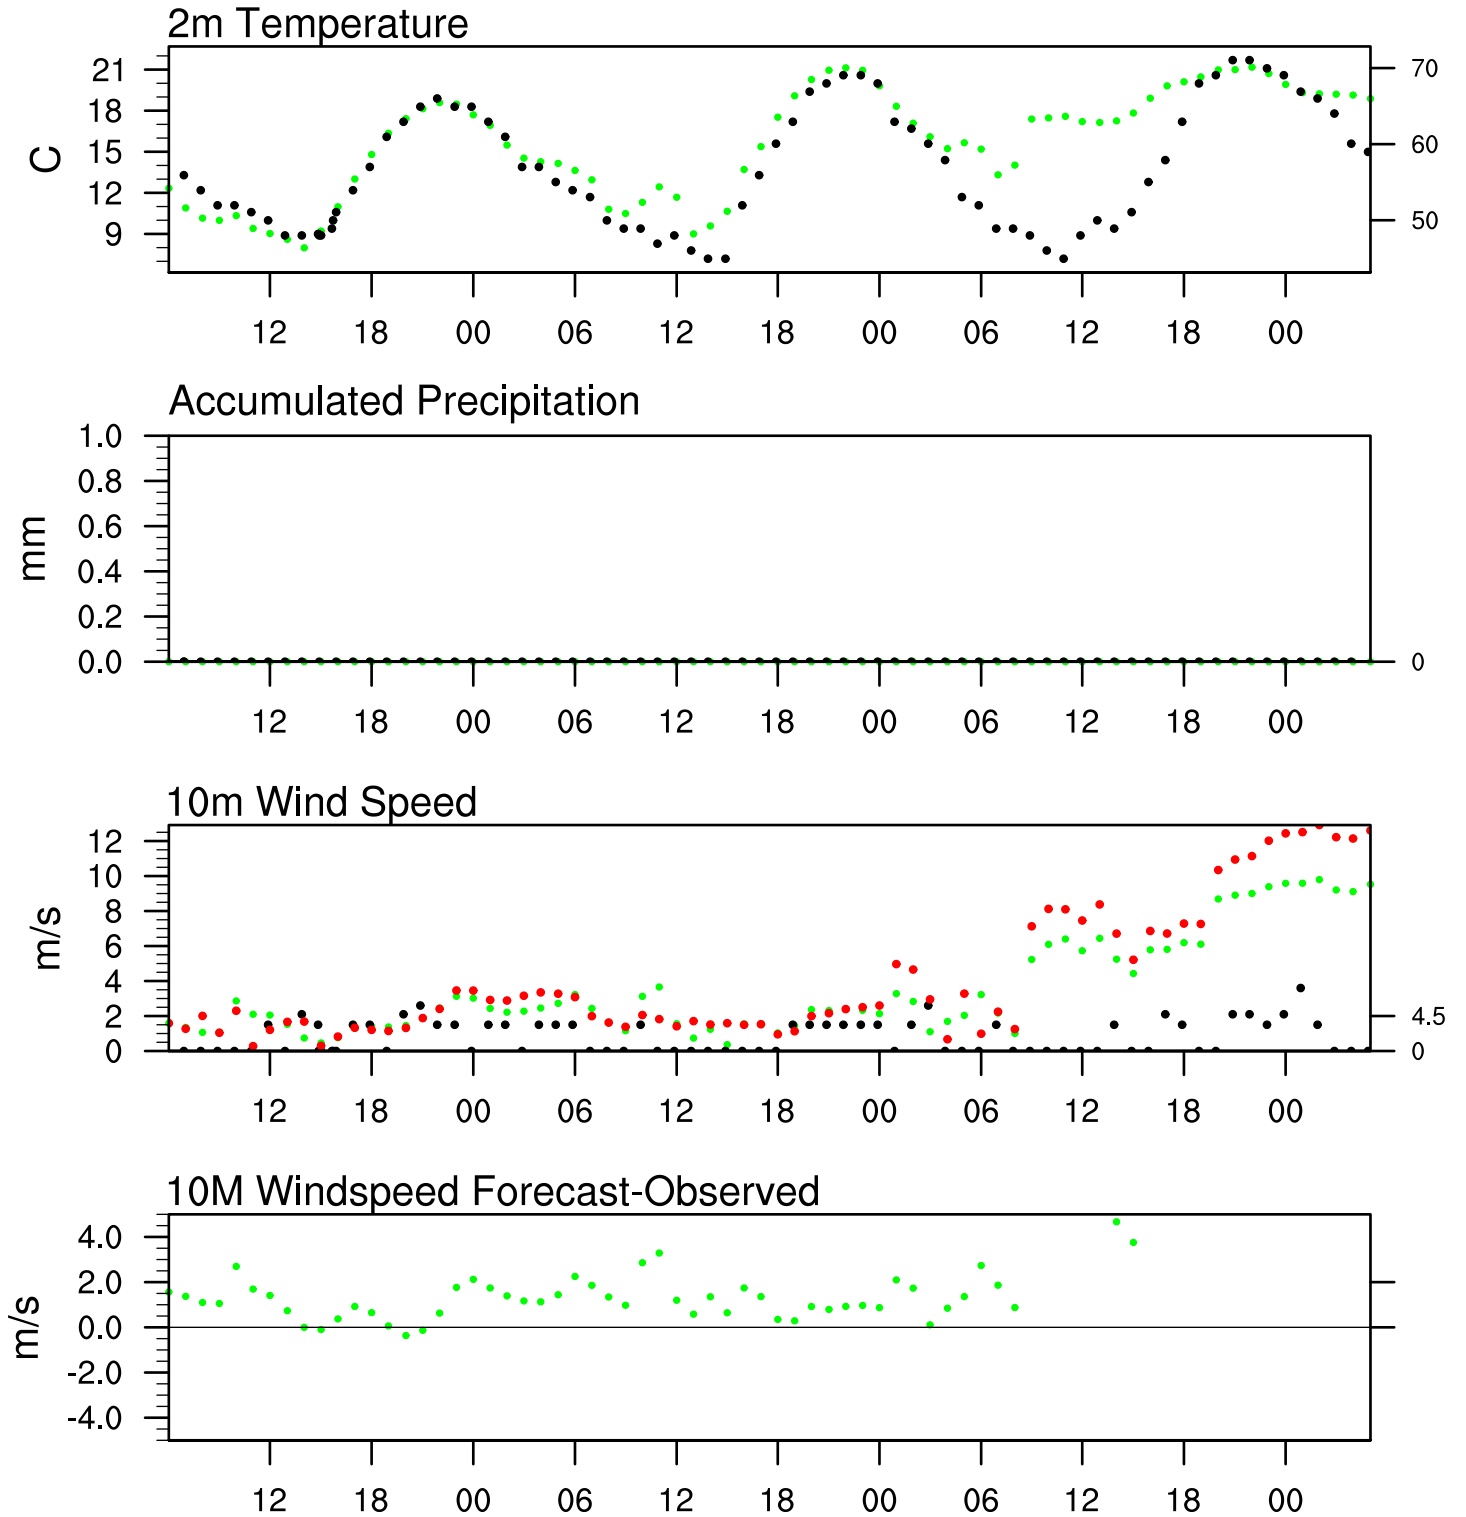 2m Temperature
C
21
18
15
12
9
70
60
50
12 18 00 06 12 18 00 06 12 18 00
Accumulated Precipitation
mm
1.0
0.8
0.6
0.4
0.2
0.0
0
12 18 00 06 12 18 00 06 12 18 00
10m Wind Speed
m/s
12
10
8
6
4
2
0
4.5
0
12 18 00 06 12 18 00 06 12 18 00
10M Windspeed Forecast-Observed
m/s
4.0
2.0
0.0
-2.0
-4.0
12 18 00 06 12 18 00 06 12 18 00